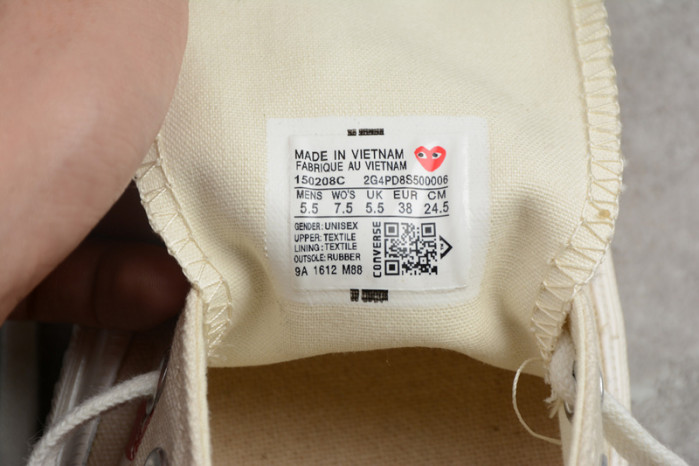 MADE IN VIETNAM
FABRIQUE AU VIETNAM
150208C 2G4PD8S500006
MENS WO'S UK EUR CM
5.5 7.5 5.5 38 24.5
GENDER: UNISEX
UPPER: TEXTILE
LINING: TEXTILE
OUTSOLE: RUBBER
9A 1612 M88
CONVERSE